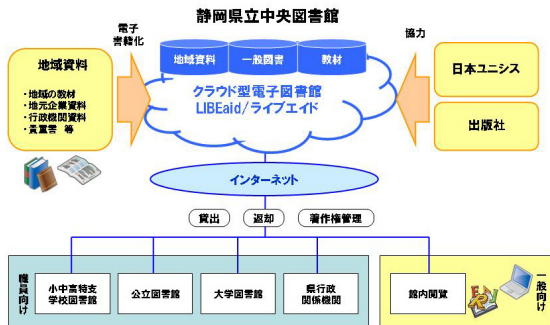 静岡県立中央図書館
電子
書籍化
協力
地域資料
・地域の教材
・地元企業資料
・行政機関資料
・貴重書 等
地域資料
一般図書
教材
クラウド型電子図書館
LIBEaid/ライブエイド
日本ユニシス
出版社
インターネット
貸出
返却
著作権管理
職員向け
小中高特支
学校図書館
公立図書館
大学図書館
県行政
関係機関
館内閲覧
一般向け